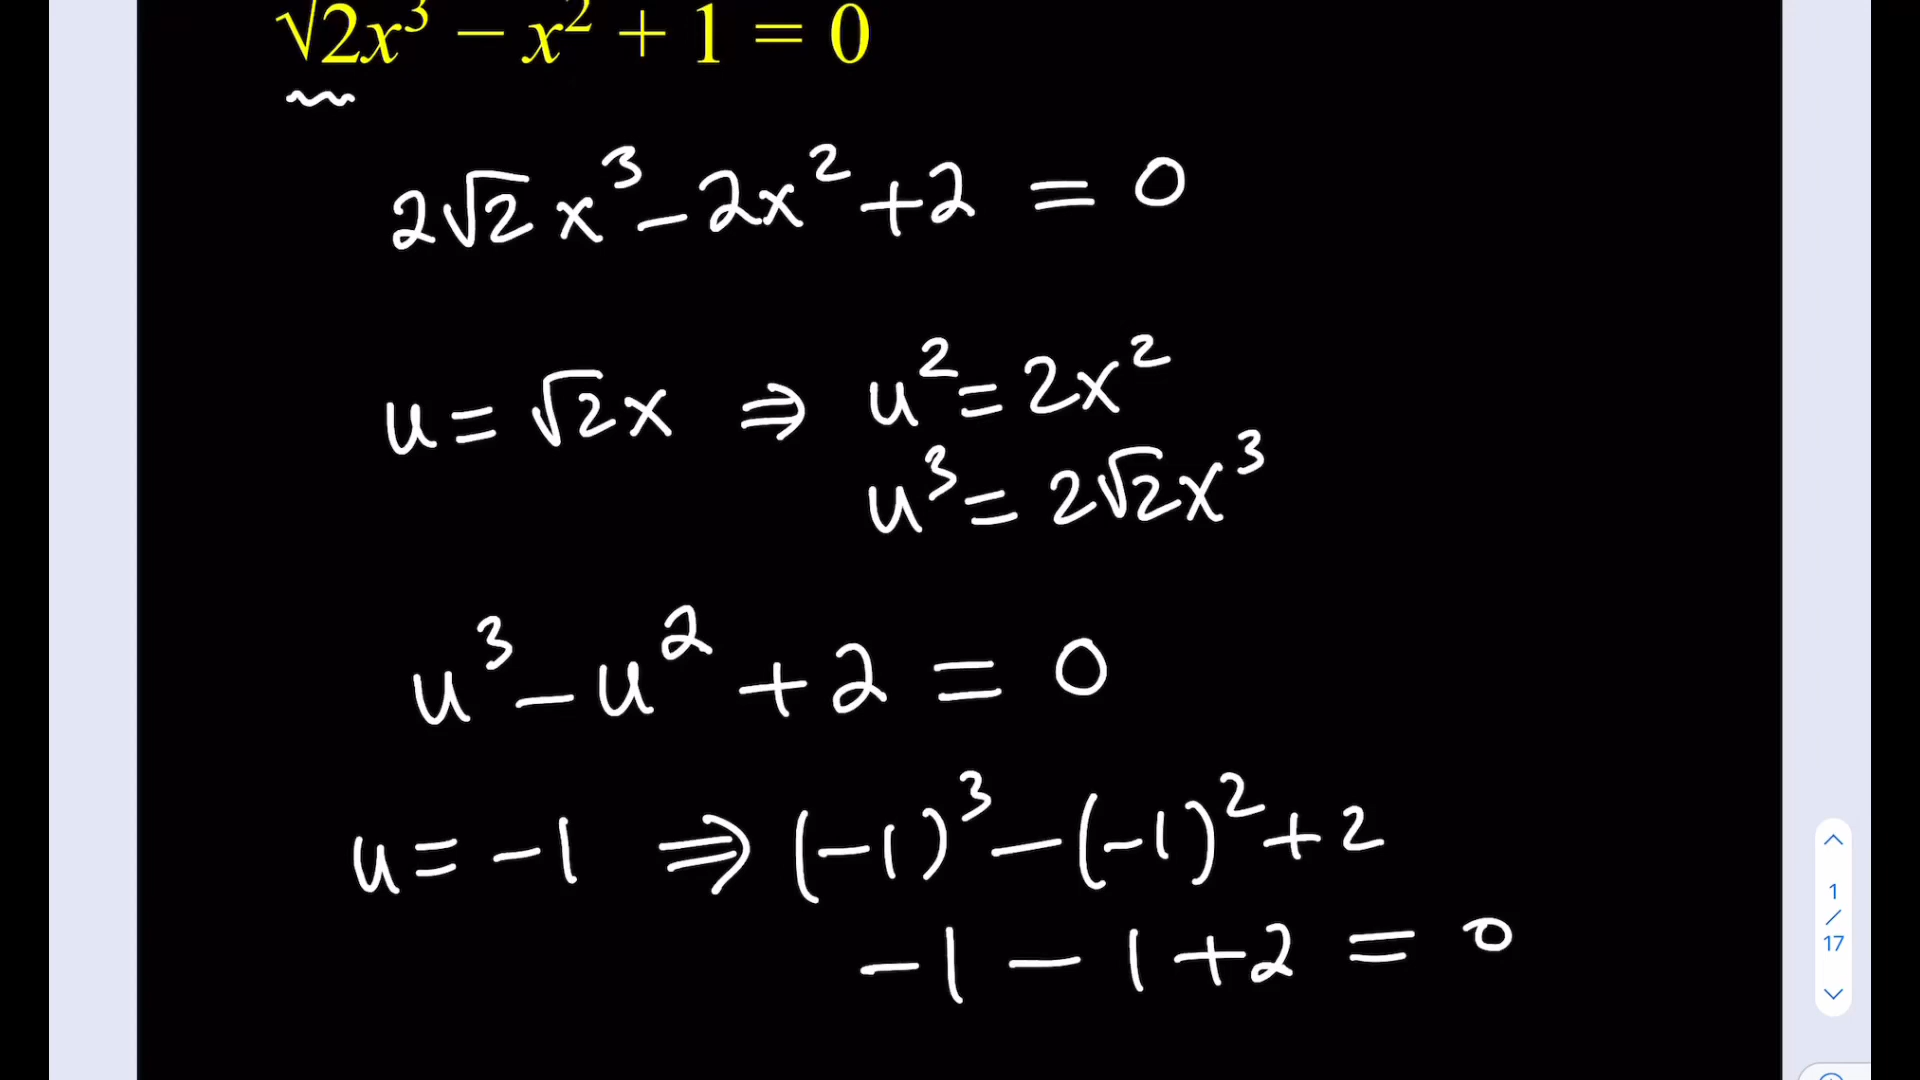 √2x³ − x² + 1 = 0
2√2 x³ − 2x² + 2 = 0
u = √2x ⇒ u² = 2x²
u³ = 2√2x³
u³ − u² + 2 = 0
u = −1 ⇒ (−1)³ − (−1)² + 2
−1 − 1 + 2 = 0
1
/
17